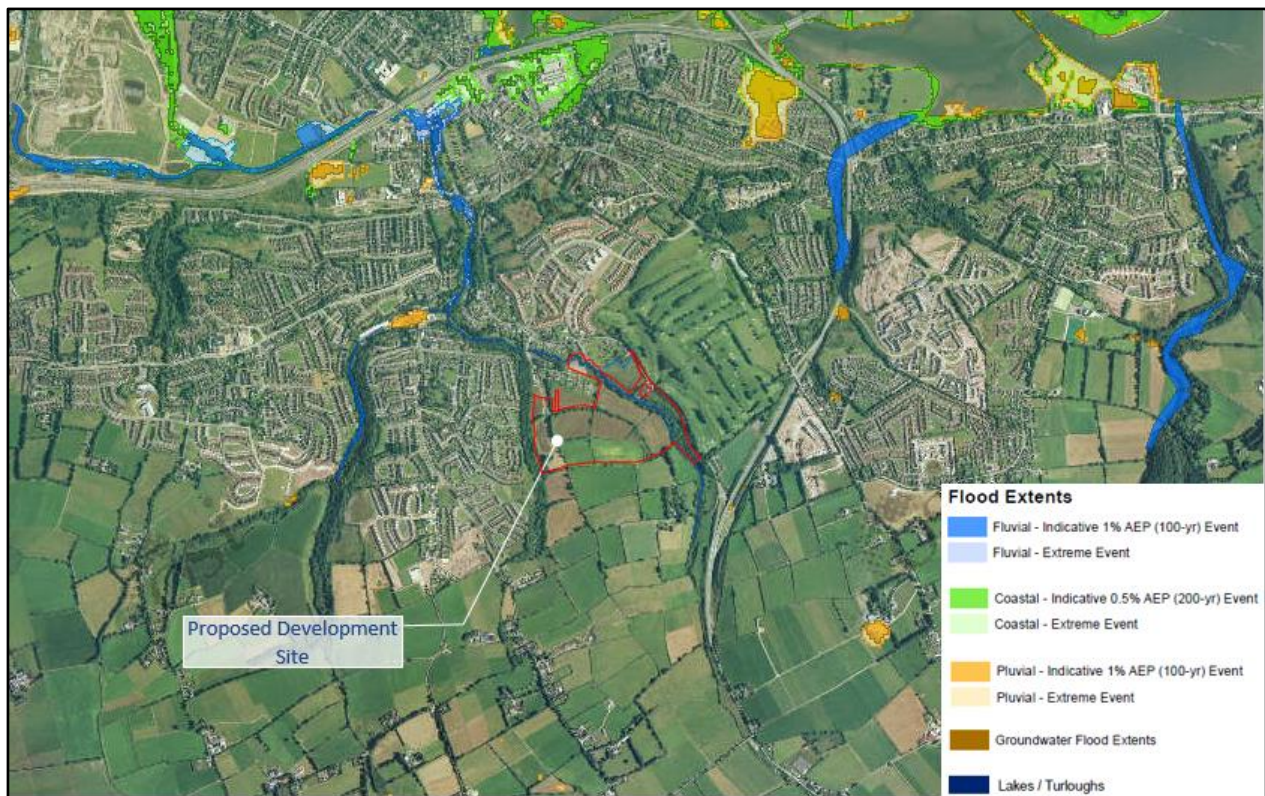 Proposed Development
Site
Flood Extents
Fluvial - Indicative 1% AEP (100-yr) Event
Fluvial - Extreme Event
Coastal - Indicative 0.5% AEP (200-yr) Event
Coastal - Extreme Event
Pluvial - Indicative 1% AEP (100-yr) Event
Pluvial - Extreme Event
Groundwater Flood Extents
Lakes / Turloughs